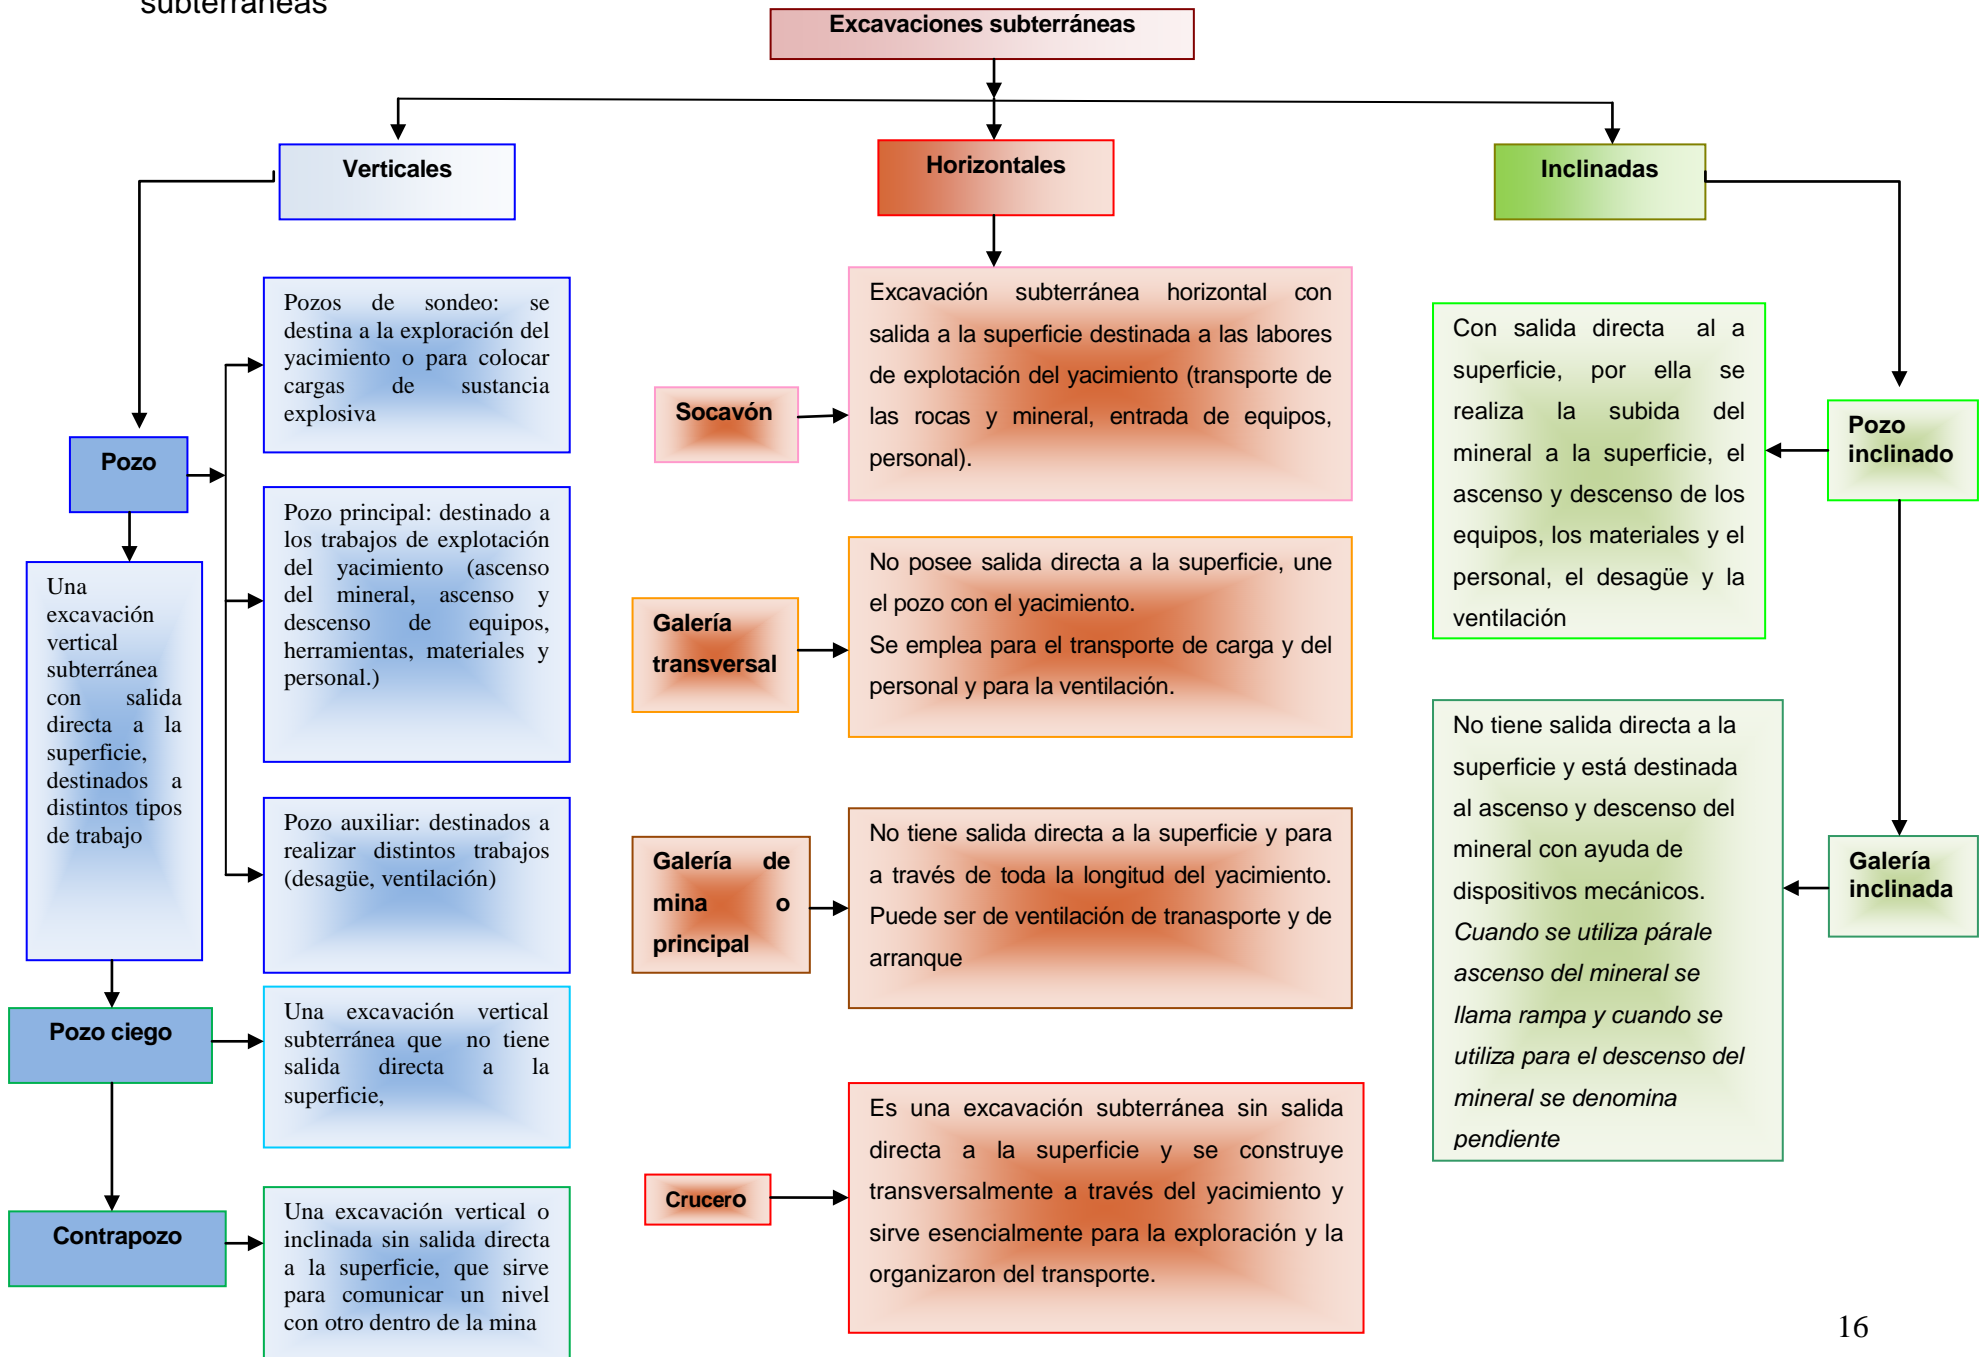 subterráneas
Excavaciones subterráneas
Verticales
Horizontales
Inclinadas
Pozos de sondeo: se
destina a la exploración del
yacimiento o para colocar
cargas de sustancia
explosiva
Pozo
Pozo principal: destinado a
los trabajos de explotación
del yacimiento (ascenso
del mineral, ascenso y
descenso de equipos,
herramientas, materiales y
personal.)
Una
excavación
vertical
subterránea
con salida
directa a la
superficie,
destinados a
distintos tipos
de trabajo
Pozo auxiliar: destinados a
realizar distintos trabajos
(desagüe, ventilación)
Pozo ciego
Una excavación vertical
subterránea que no tiene
salida directa a la
superficie,
Contrapozo
Una excavación vertical o
inclinada sin salida directa
a la superficie, que sirve
para comunicar un nivel
con otro dentro de la mina
Socavón
Excavación subterránea horizontal con
salida a la superficie destinada a las labores
de explotación del yacimiento (transporte de
las rocas y mineral, entrada de equipos,
personal).
Galería
transversal
No posee salida directa a la superficie, une
el pozo con el yacimiento.
Se emplea para el transporte de carga y del
personal y para la ventilación.
Galería de
mina o
principal
No tiene salida directa a la superficie y para
a través de toda la longitud del yacimiento.
Puede ser de ventilación de tranasporte y de
arranque
Crucero
Es una excavación subterránea sin salida
directa a la superficie y se construye
transversalmente a través del yacimiento y
sirve esencialmente para la exploración y la
organizaron del transporte.
Con salida directa al a
superficie, por ella se
realiza la subida del
mineral a la superficie, el
ascenso y descenso de los
equipos, los materiales y el
personal, el desagüe y la
ventilación
Pozo
inclinado
No tiene salida directa a la
superficie y está destinada
al ascenso y descenso del
mineral con ayuda de
dispositivos mecánicos.
Cuando se utiliza párale
ascenso del mineral se
llama rampa y cuando se
utiliza para el descenso del
mineral se denomina
pendiente
Galería
inclinada
16